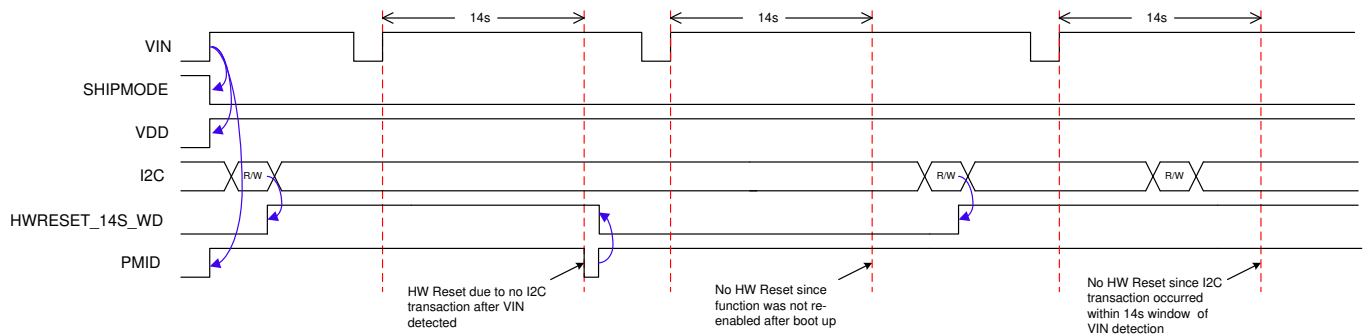 14s
14s
14s
VIN
SHIPMODE
VDD
I2C
R/W
R/W
R/W
HWRESET_14S_WD
PMID
HW Reset due to no I2C
transaction after VIN
detected
No HW Reset since
function was not re-
enabled after boot up
No HW Reset since I2C
transaction occurred
within 14s window of
VIN detection